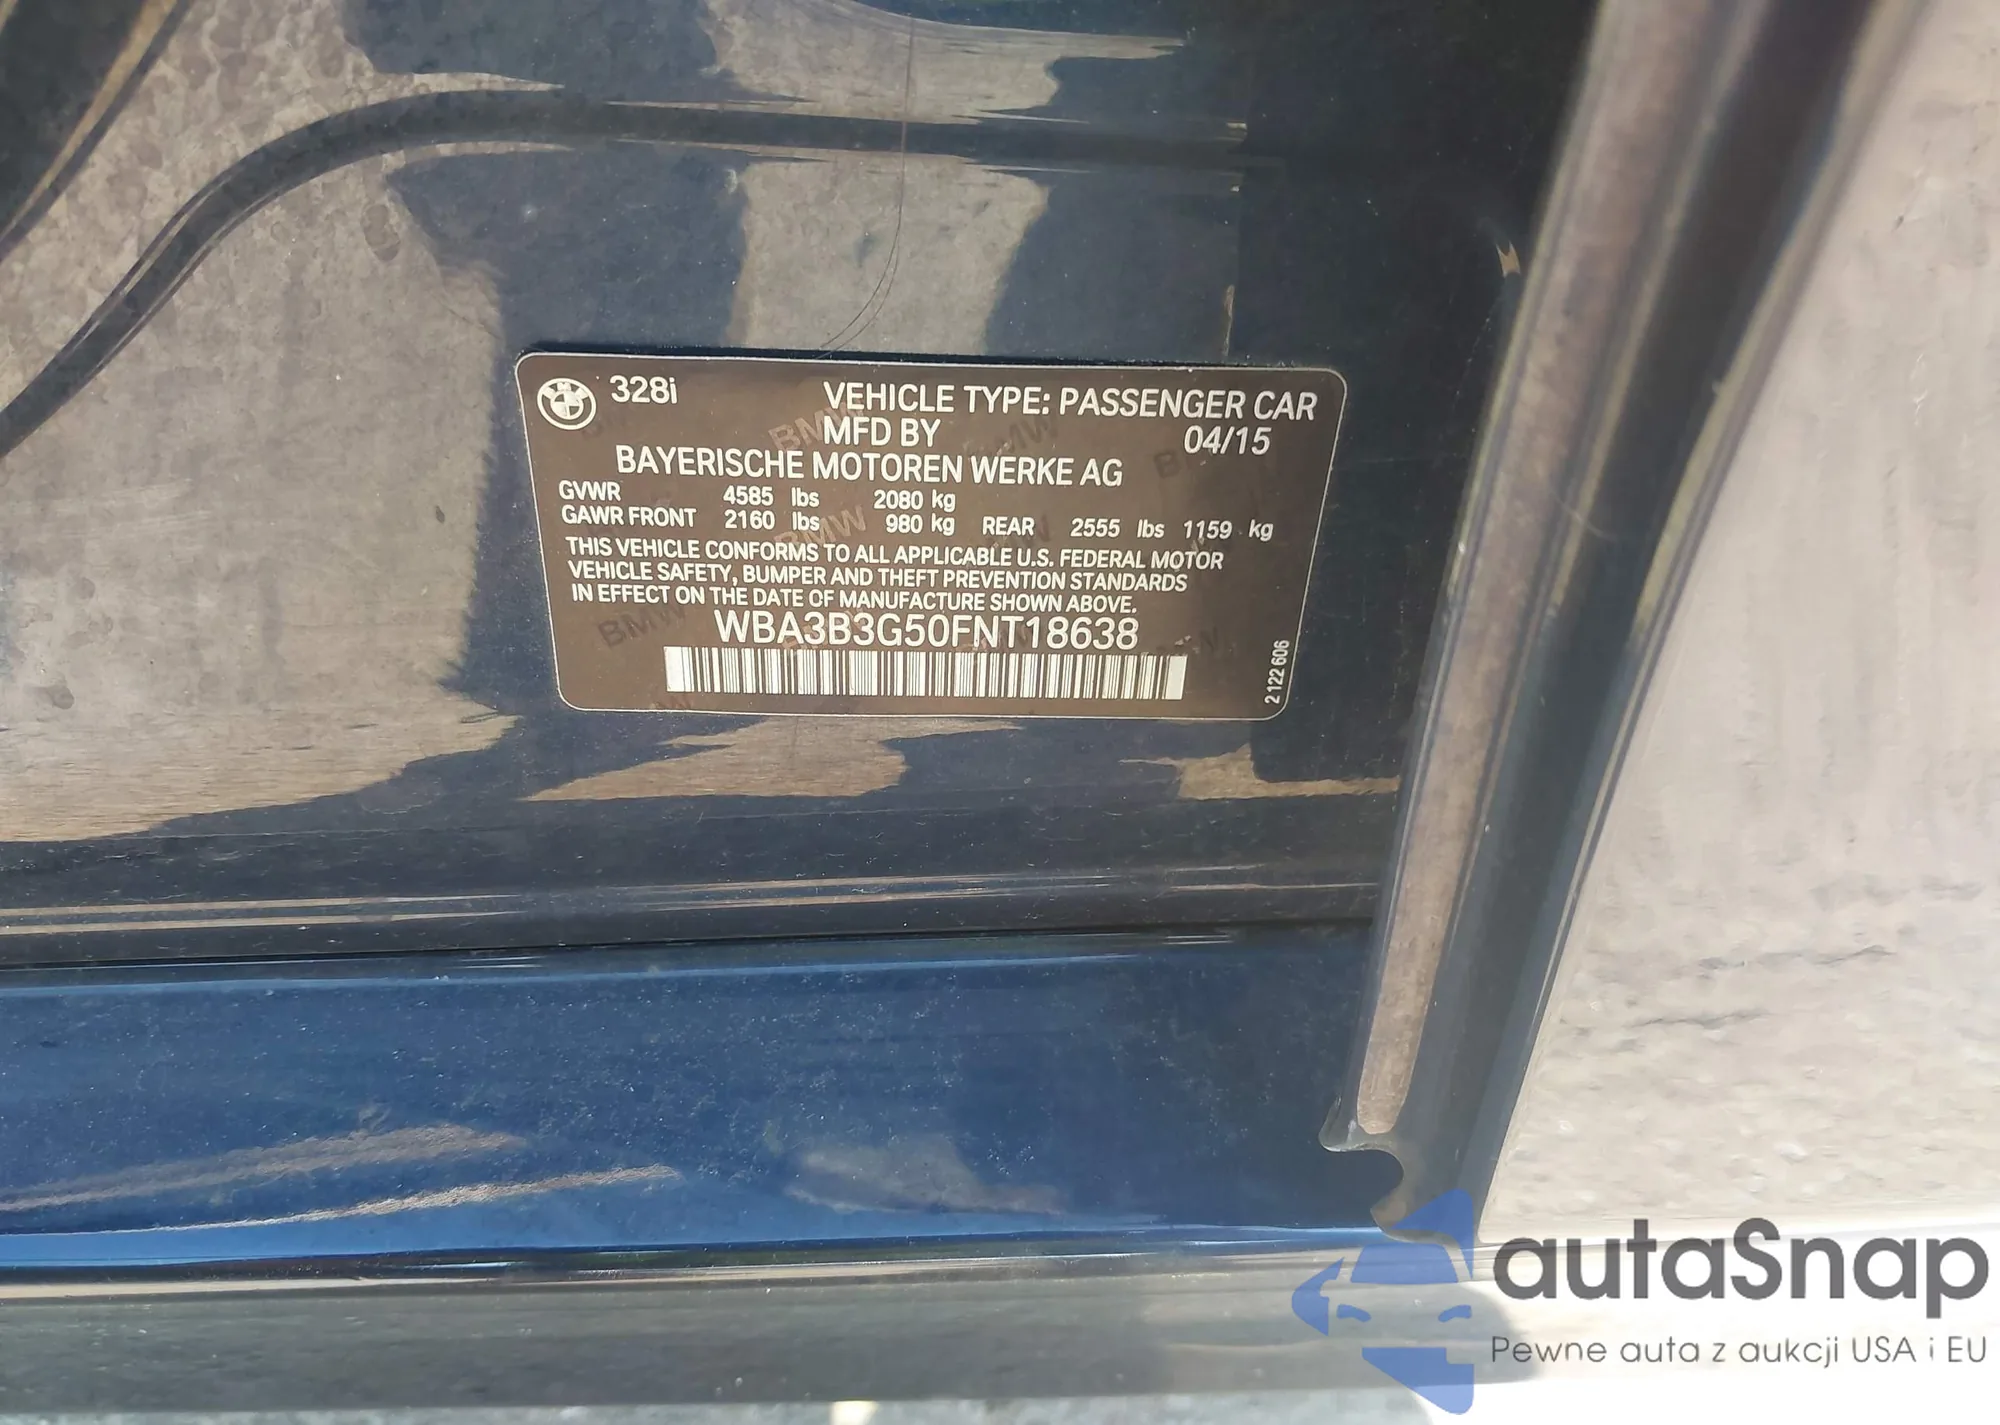 328i
VEHICLE TYPE: PASSENGER CAR
MFD BY 04/15
BAYERISCHE MOTOREN WERKE AG
GVWR 4585 lbs 2080 kg
GAWR FRONT 2160 lbs 980 kg REAR 2555 lbs 1159 kg
THIS VEHICLE CONFORMS TO ALL APPLICABLE U.S. FEDERAL MOTOR
VEHICLE SAFETY, BUMPER AND THEFT PREVENTION STANDARDS
IN EFFECT ON THE DATE OF MANUFACTURE SHOWN ABOVE.
WBA3B3G50FNT18638
2 122 606
autaSnap
Pewne auta z aukcji USA i EU